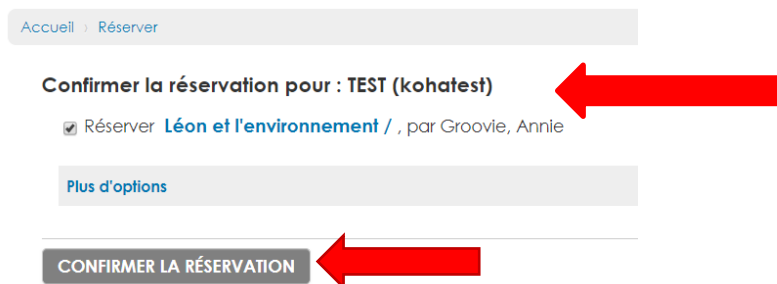 Accueil › Réserver
Confirmer la réservation pour : TEST (kohatest)
Réserver Léon et l'environnement / , par Groovie, Annie
Plus d'options
CONFIRMER LA RÉSERVATION